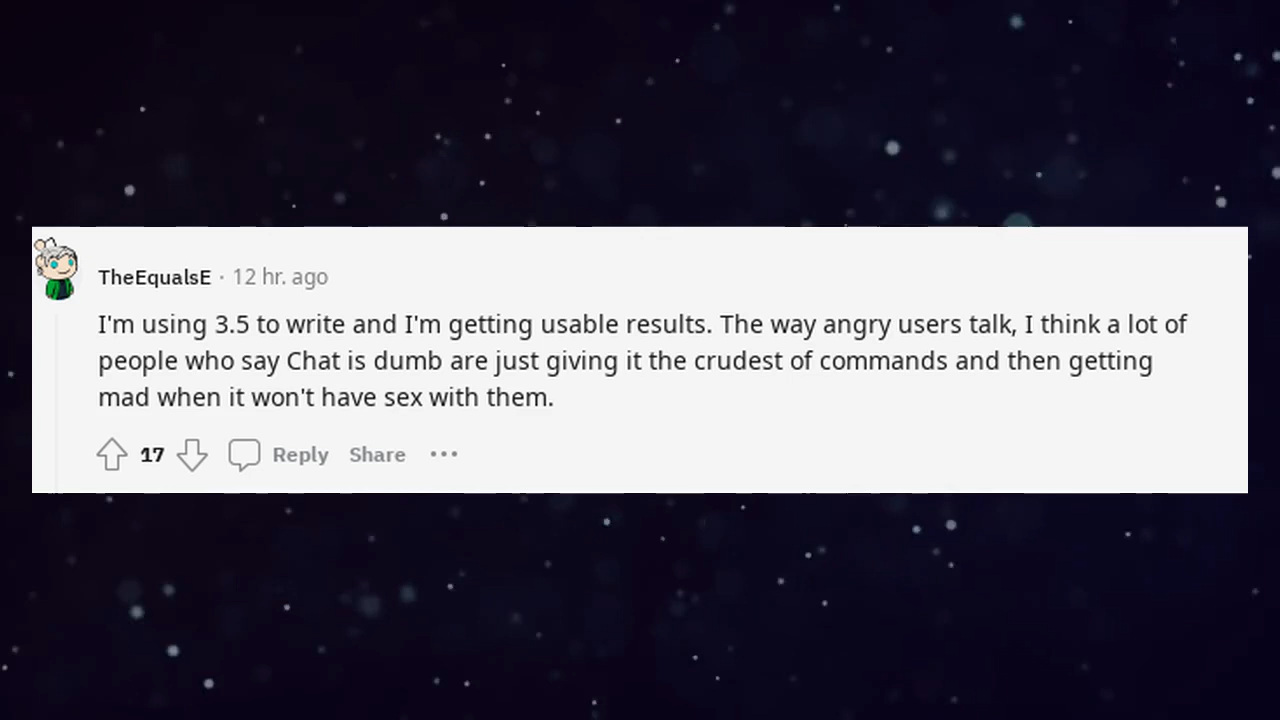 TheEqualsE · 12 hr. ago
I'm using 3.5 to write and I'm getting usable results. The way angry users talk, I think a lot of
people who say Chat is dumb are just giving it the crudest of commands and then getting
mad when it won't have sex with them.
17 Reply Share ···